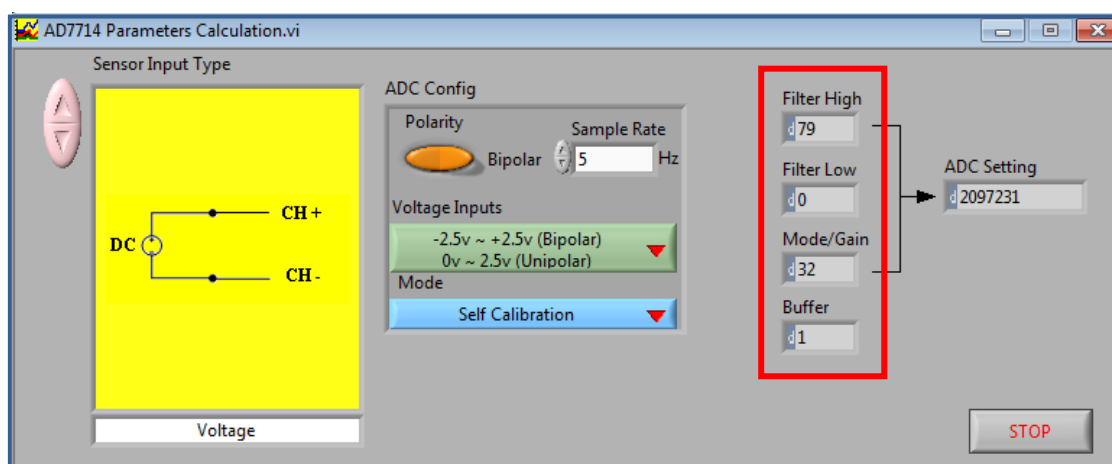 AD7714 Parameters Calculation.vi
Sensor Input Type
CH +
DC
CH -
Voltage
ADC Config
Polarity
Bipolar
Sample Rate
5 Hz
Voltage Inputs
-2.5v ~ +2.5v (Bipolar)
0v ~ 2.5v (Unipolar)
Mode
Self Calibration
Filter High
d 79
Filter Low
d 0
Mode/Gain
d 32
Buffer
d 1
ADC Setting
d 2097231
STOP